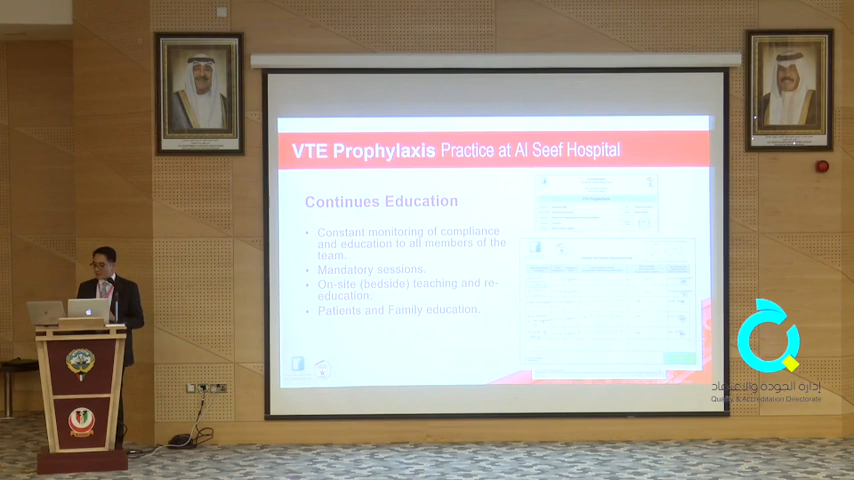 VTE Prophylaxis Practice at Al Seef Hospital
Continues Education
• Constant monitoring of compliance
and education to all members of the
team.
• Mandatory sessions.
• On-site (bedside) teaching and re-
education.
• Patients and Family education.
إدارة الجودة والاعتماد
Quality & Accreditation Directorate